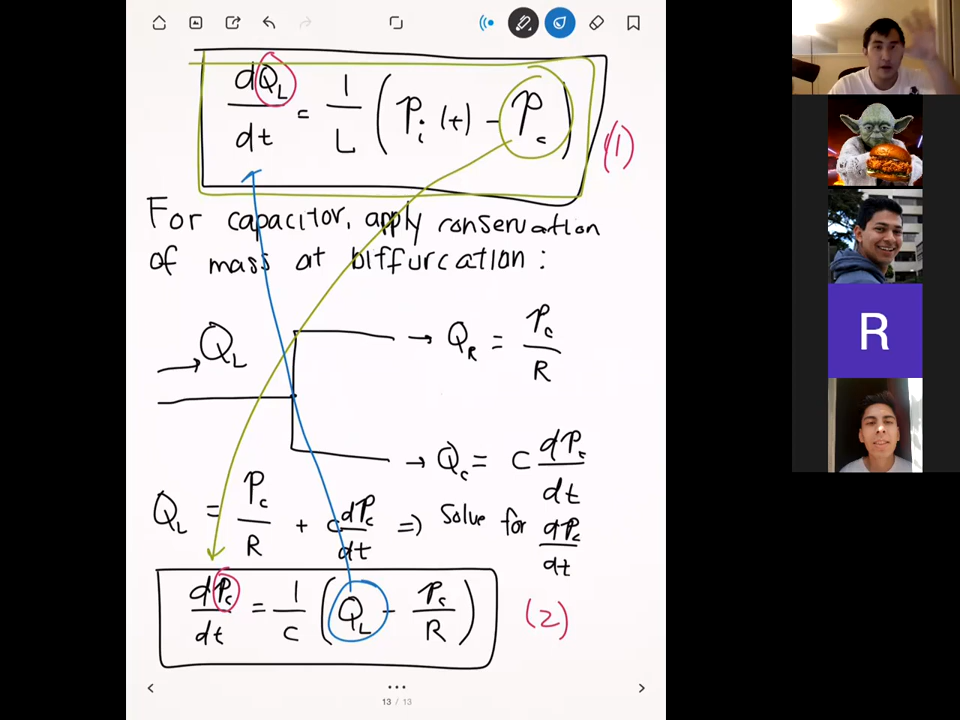 dQ_L/dt = 1/L (P_i(t) - P_c) (1)
For capacitor, apply conservation
of mass at biffurcation :
→ Q_L
→ Q_R = P_c/R
→ Q_c = C dP_c/dt
Q_L = P_c/R + C dP_c/dt ⇒ Solve for dP_c/dt
dP_c/dt = 1/C (Q_L - P_c/R) (2)
13 / 13
R